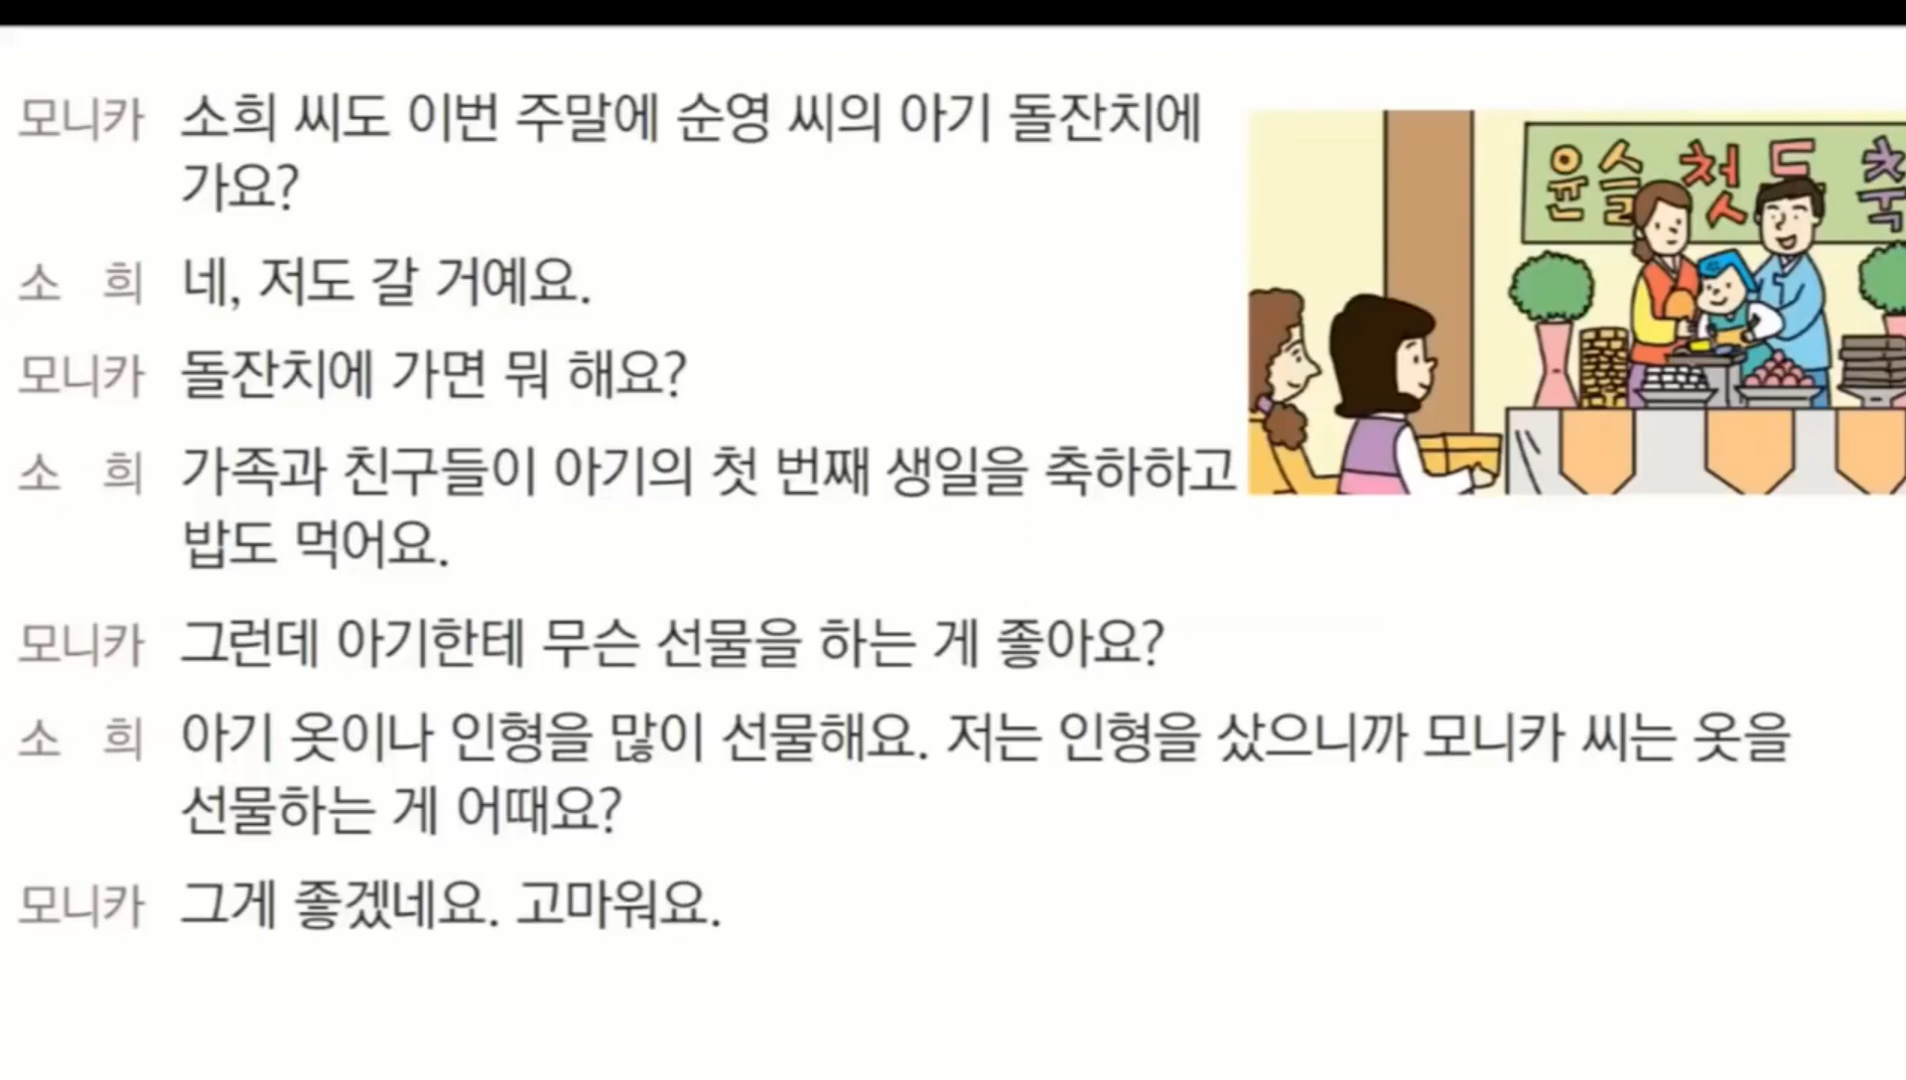 모니카 소희 씨도 이번 주말에 순영 씨의 아기 돌잔치에
가요?
소 희 네, 저도 갈 거예요.
모니카 돌잔치에 가면 뭐 해요?
소 희 가족과 친구들이 아기의 첫 번째 생일을 축하하고
밥도 먹어요.
모니카 그런데 아기한테 무슨 선물을 하는 게 좋아요?
소 희 아기 옷이나 인형을 많이 선물해요. 저는 인형을 샀으니까 모니카 씨는 옷을
선물하는 게 어때요?
모니카 그게 좋겠네요. 고마워요.
윤슬 첫